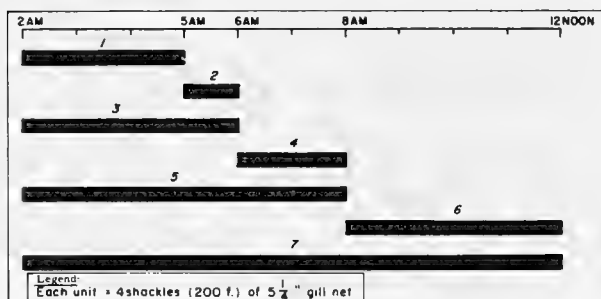 2AM 5AM 6AM 8AM 12NOON
1
2
3
4
5
6
7
Legend:
Each unit = 4 shackles (200 f.) of 5 1/4 " gill net